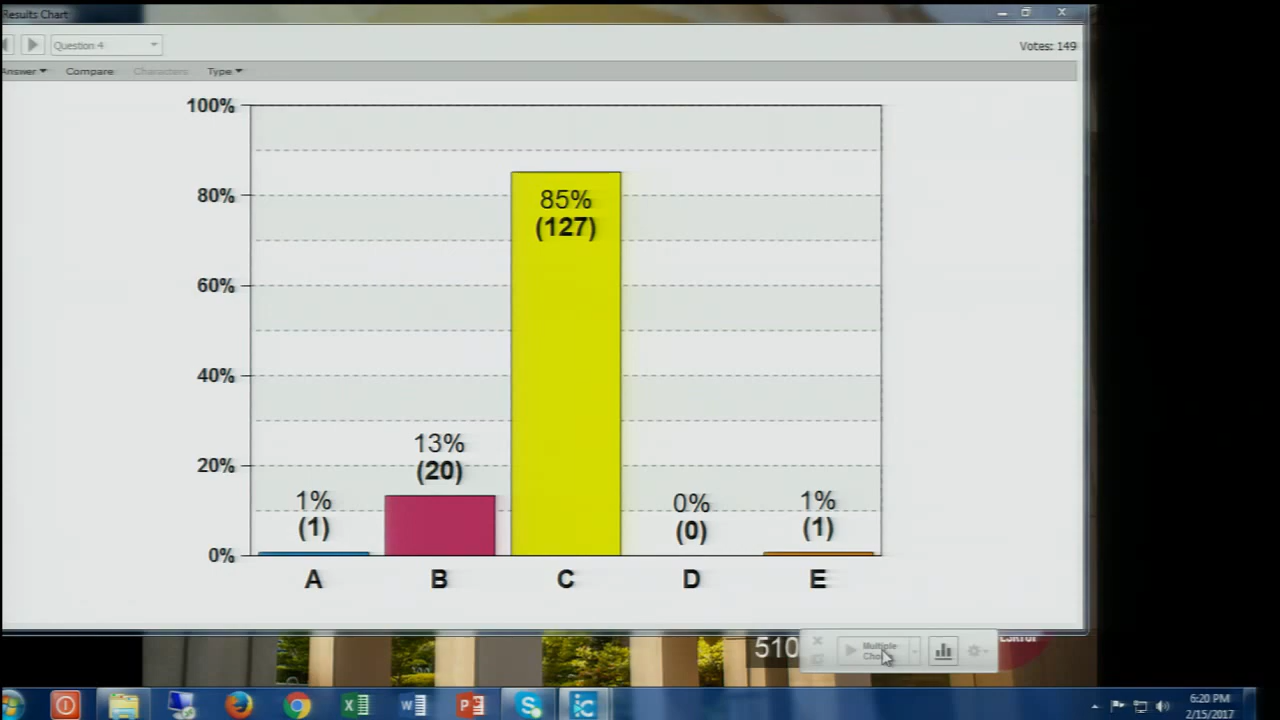 Results Chart
Question 4
Votes: 149
Answer
Compare
Characters
Type
100%
80%
60%
40%
20%
0%
85%
(127)
13%
(20)
1%
(1)
0%
(0)
1%
(1)
A B C D E
510
Multiple
6:20 PM
2/15/2017